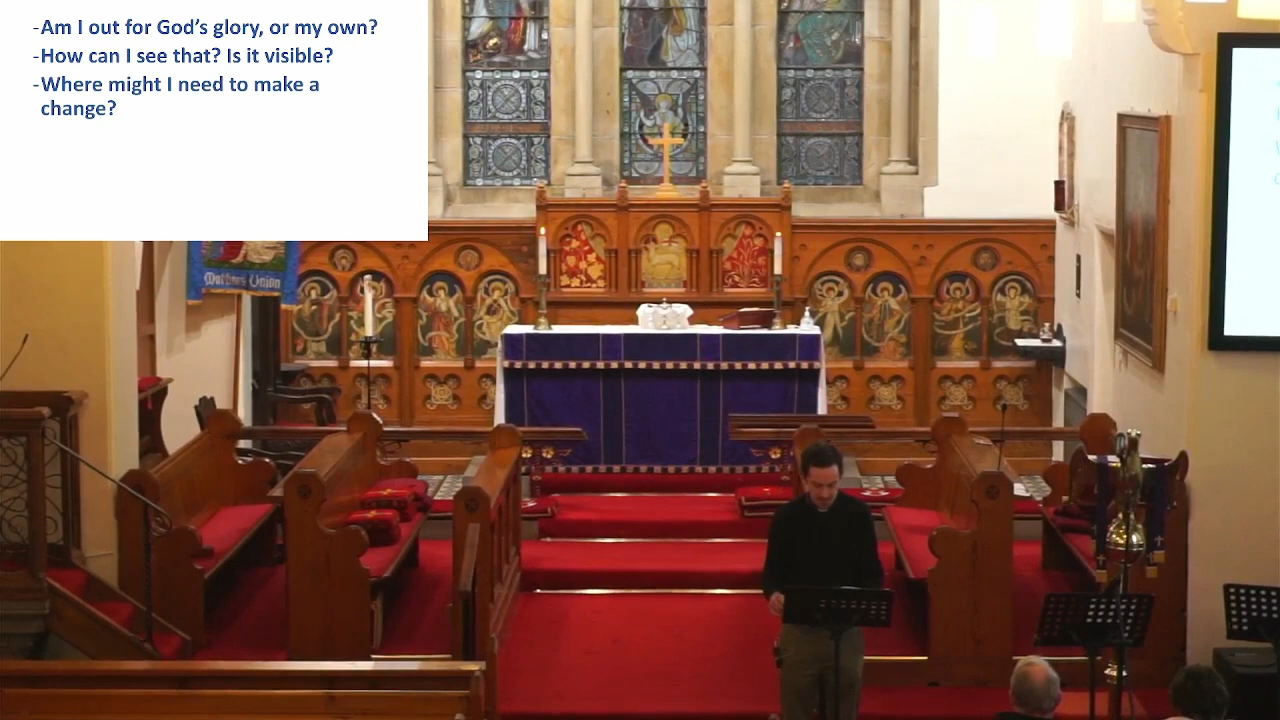 -Am I out for God's glory, or my own?
-How can I see that? Is it visible?
-Where might I need to make a
change?
Mothers Union